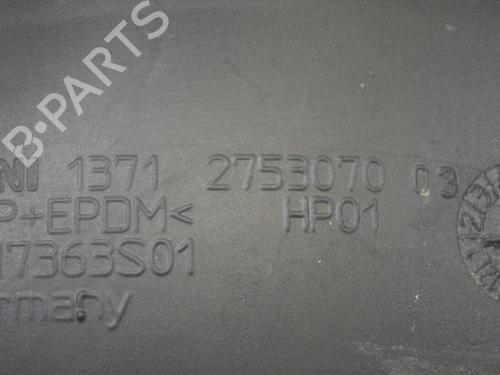 B-PARTS
NI 1371 2753070 03
P+EPDM< HP01
17363S01
rmany